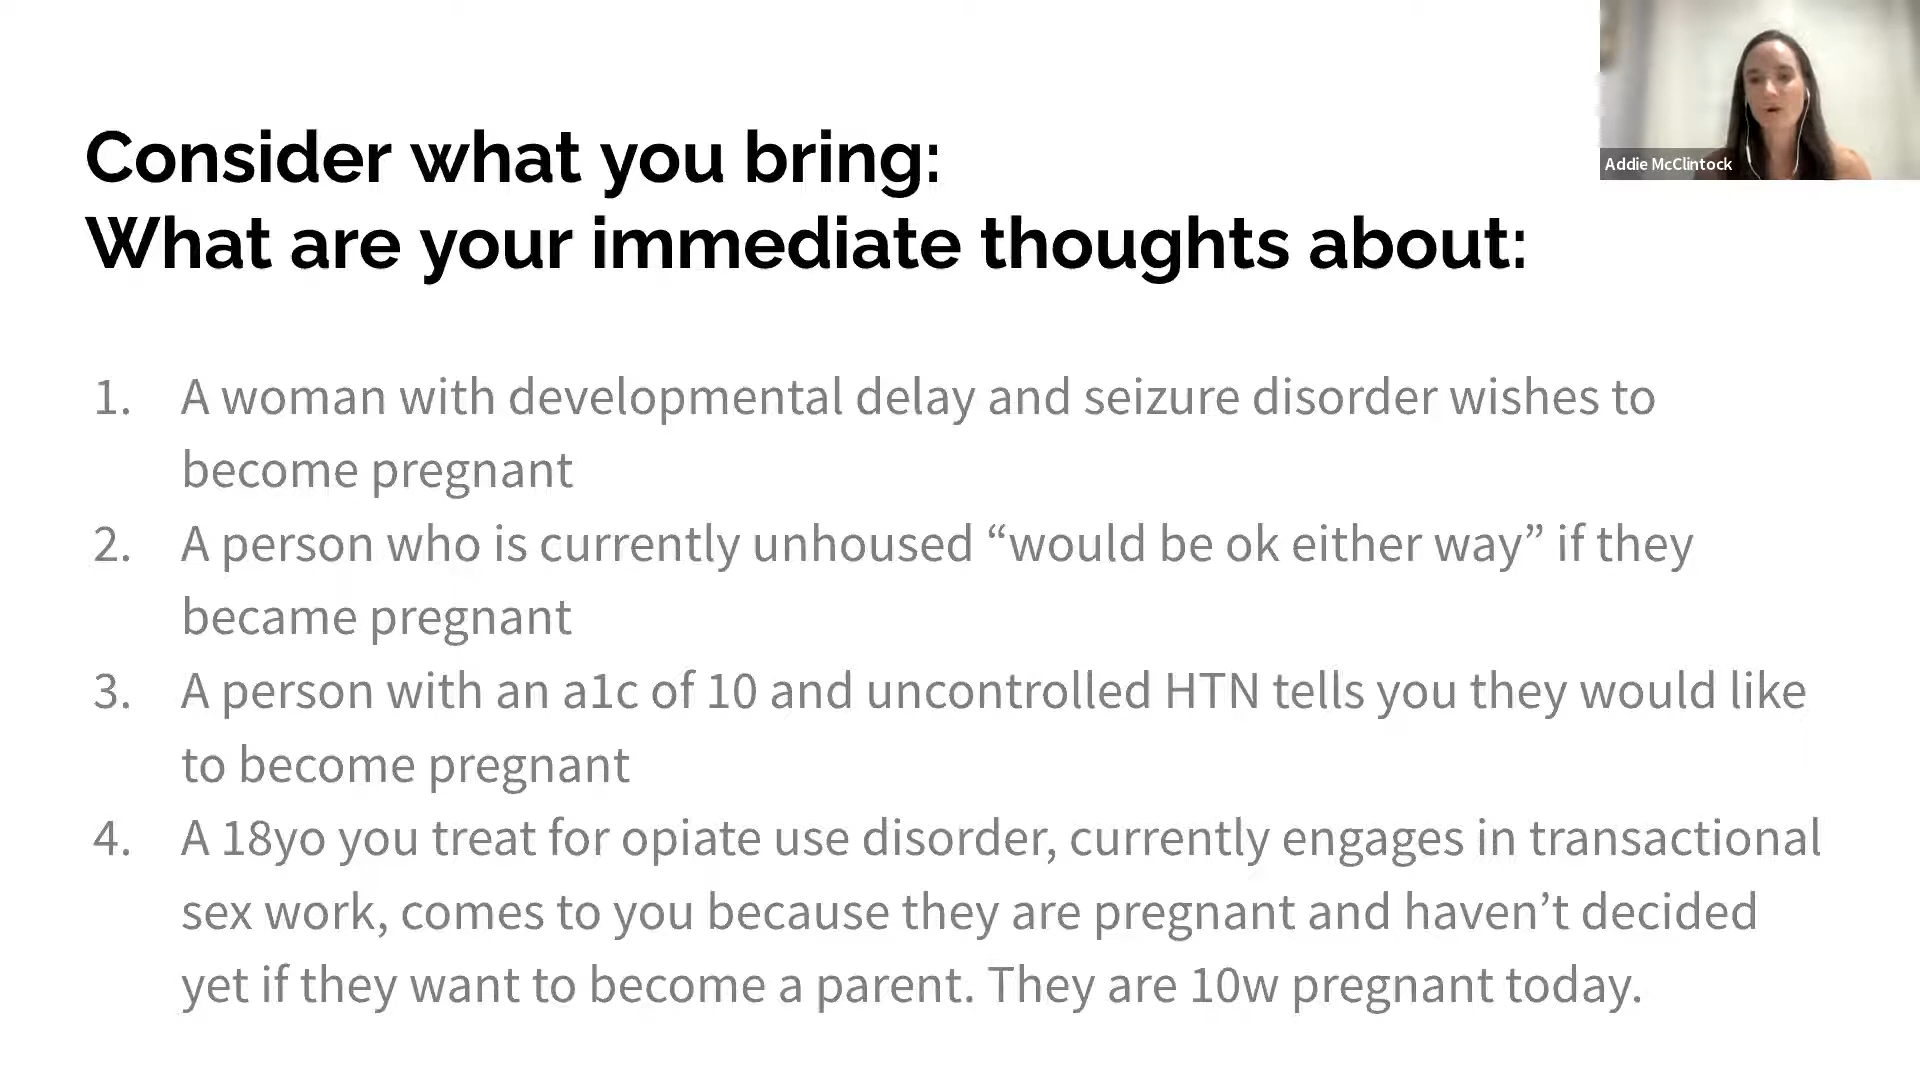 Consider what you bring:
What are your immediate thoughts about:
Addie McClintock
1. A woman with developmental delay and seizure disorder wishes to
become pregnant
2. A person who is currently unhoused “would be ok either way” if they
became pregnant
3. A person with an a1c of 10 and uncontrolled HTN tells you they would like
to become pregnant
4. A 18yo you treat for opiate use disorder, currently engages in transactional
sex work, comes to you because they are pregnant and haven’t decided
yet if they want to become a parent. They are 10w pregnant today.